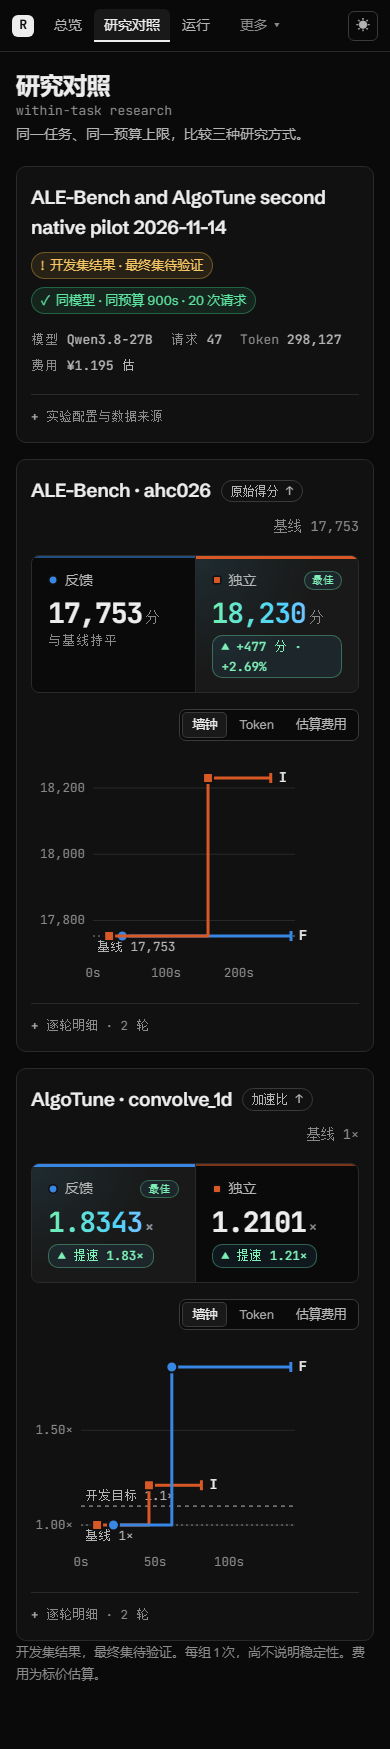 R 总览 研究对照 运行 更多 ▾
研究对照
within-task research
同一任务、同一预算上限，比较三种研究方式。
ALE-Bench and AlgoTune second
native pilot 2026-11-14
! 开发集结果 · 最终集待验证
✓ 同模型 · 同预算 900s · 20 次请求
模型 Qwen3.8-27B 请求 47 Token 298,127
费用 ¥1.195 估
+ 实验配置与数据来源
ALE-Bench · ahc026 原始得分 ↑
基线 17,753
反馈
17,753 分
与基线持平
独立 最佳
18,230 分
▲ +477 分 ·
+2.69%
墙钟 Token 估算费用
18,200
18,000
17,800
I
F
基线 17,753
0s 100s 200s
+ 逐轮明细 · 2 轮
AlgoTune · convolve_1d 加速比 ↑
基线 1×
反馈 最佳
1.8343 ×
▲ 提速 1.83×
独立
1.2101 ×
▲ 提速 1.21×
墙钟 Token 估算费用
F
1.50×
I
开发目标 1.1×
1.00×
基线 1×
0s 50s 100s
+ 逐轮明细 · 2 轮
开发集结果，最终集待验证。每组 1 次，尚不说明稳定性。费
用为标价估算。